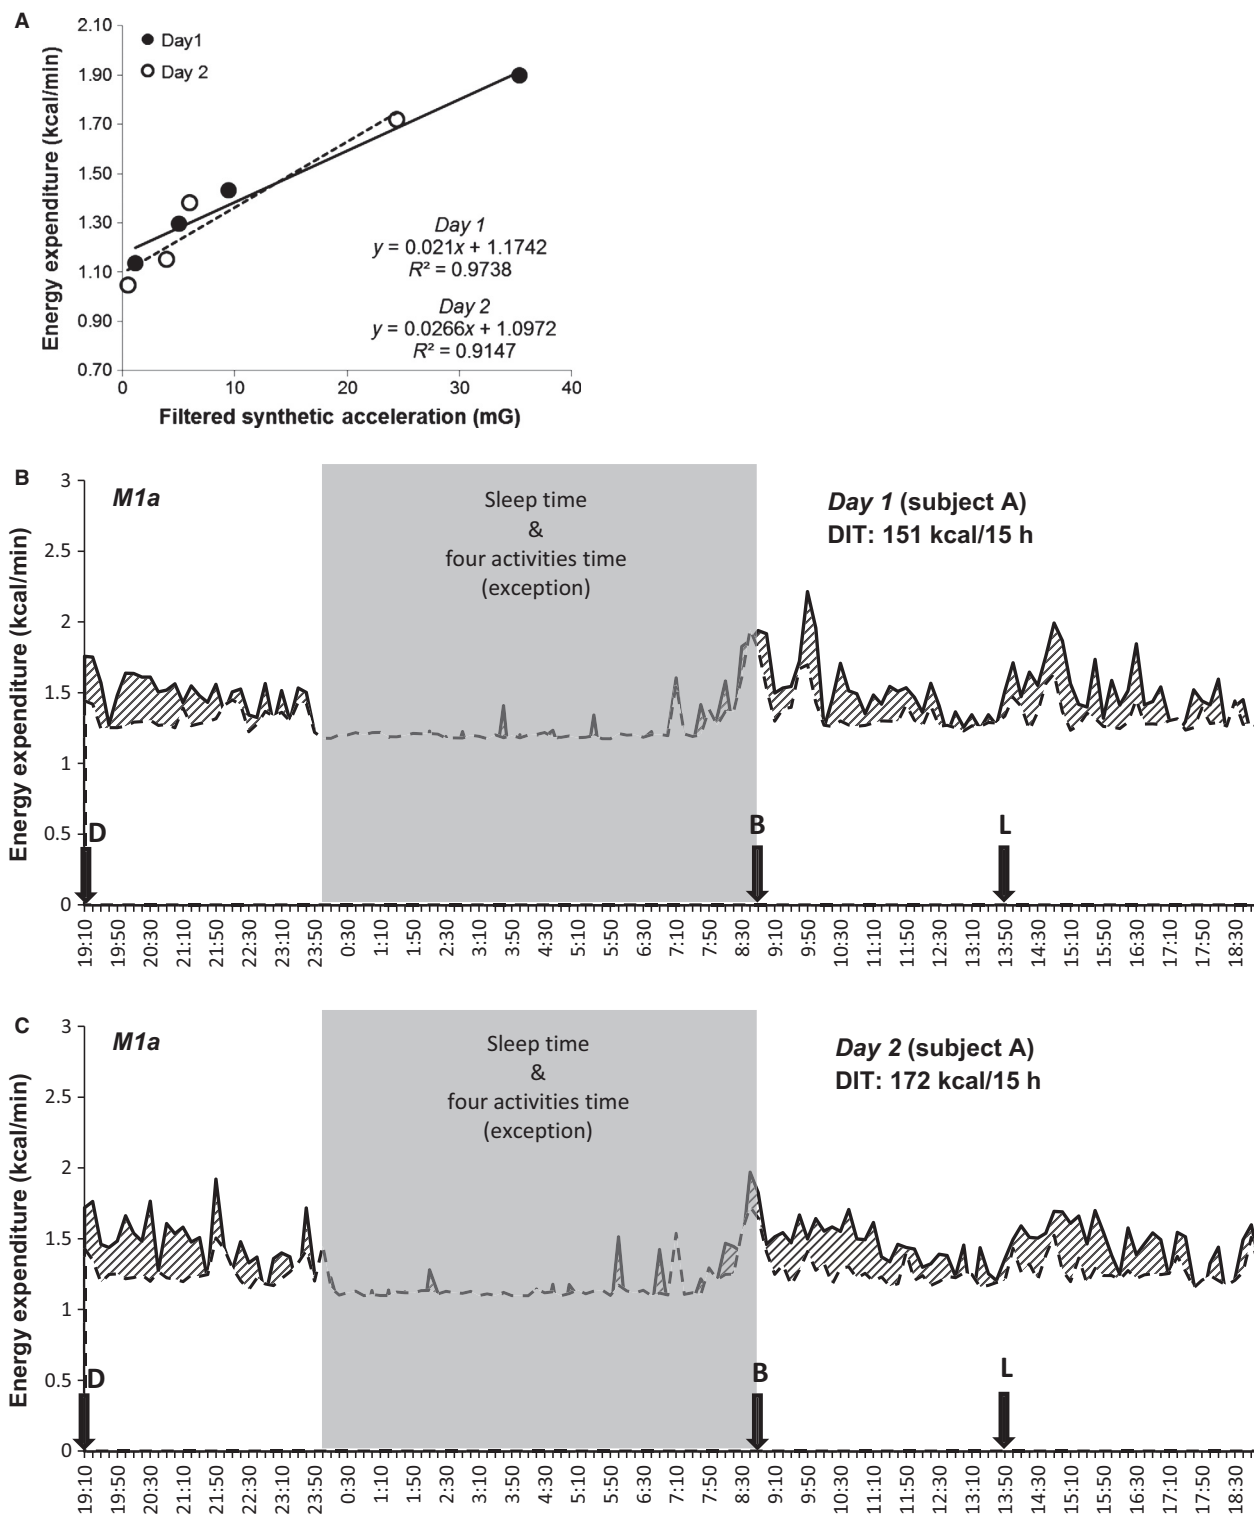 A
Energy expenditure (kcal/min)
2.10
1.90
1.70
1.50
1.30
1.10
0.90
0.70
Day1
Day 2
Day 1
y = 0.021x + 1.1742
R² = 0.9738
Day 2
y = 0.0266x + 1.0972
R² = 0.9147
0 10 20 30 40
Filtered synthetic acceleration (mG)
B
Energy expenditure (kcal/min)
3
2.5
2
1.5
1
0.5
0
M1a
Sleep time
&
four activities time
(exception)
Day 1 (subject A)
DIT: 151 kcal/15 h
D B L
19:10 19:50 20:30 21:10 21:50 22:30 23:10 23:50 0:30 1:10 1:50 2:30 3:10 3:50 4:30 5:10 5:50 6:30 7:10 7:50 8:30 9:10 9:50 10:30 11:10 11:50 12:30 13:10 13:50 14:30 15:10 15:50 16:30 17:10 17:50 18:30
C
Energy expenditure (kcal/min)
3
2.5
2
1.5
1
0.5
0
M1a
Sleep time
&
four activities time
(exception)
Day 2 (subject A)
DIT: 172 kcal/15 h
D B L
19:10 19:50 20:30 21:10 21:50 22:30 23:10 23:50 0:30 1:10 1:50 2:30 3:10 3:50 4:30 5:10 5:50 6:30 7:10 7:50 8:30 9:10 9:50 10:30 11:10 11:50 12:30 13:10 13:50 14:30 15:10 15:50 16:30 17:10 17:50 18:30